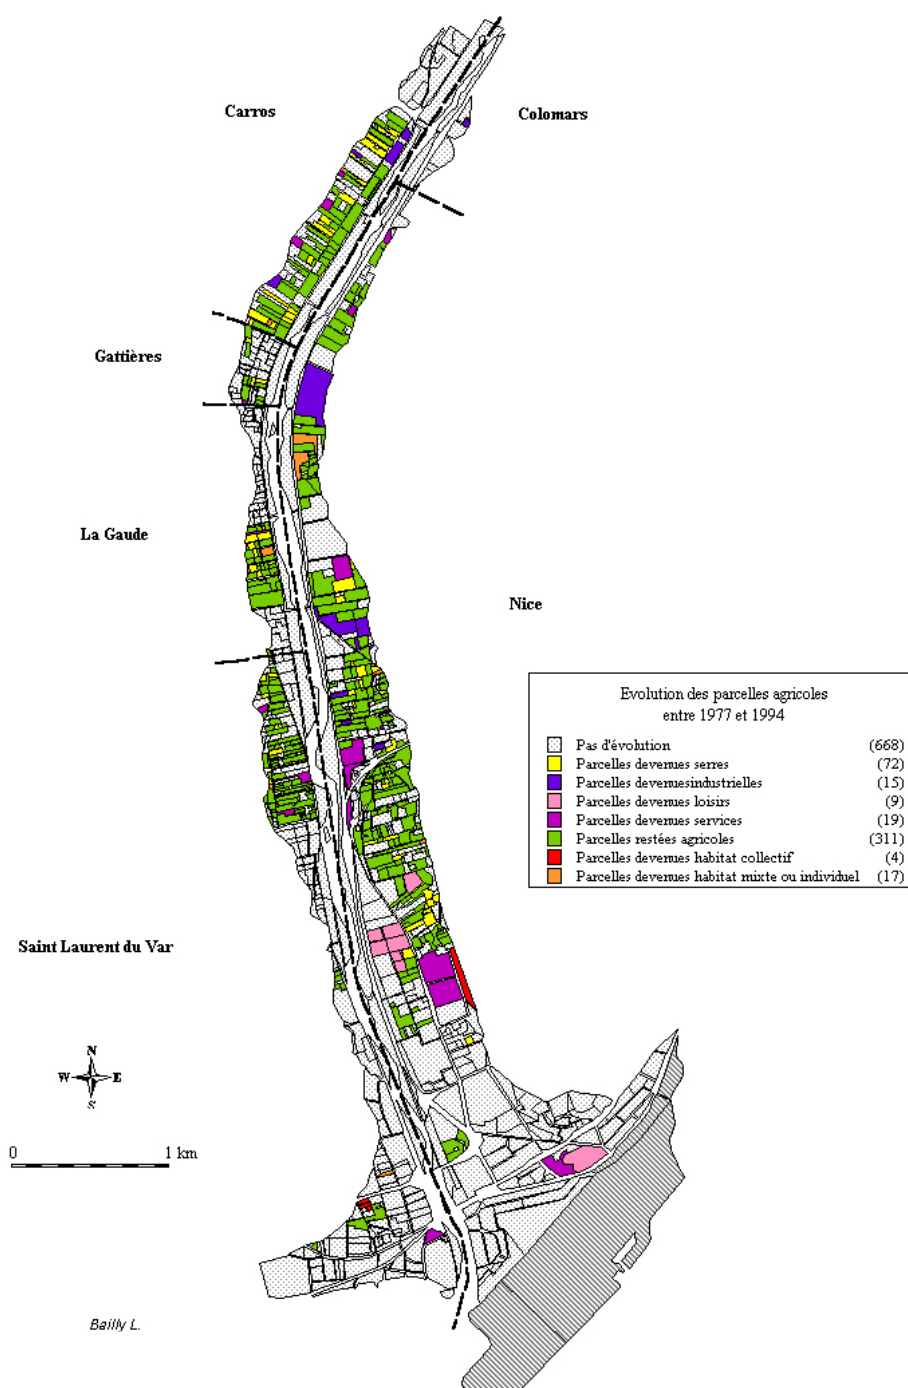 Carros
Colomars
Gattières
La Gaude
Nice
Evolution des parcelles agricoles
entre 1977 et 1994
Pas d'évolution (668)
Parcelles devenues serres (72)
Parcelles devenuesindustrielles (15)
Parcelles devenues loisirs (9)
Parcelles devenues services (19)
Parcelles restées agricoles (311)
Parcelles devenues habitat collectif (4)
Parcelles devenues habitat mixte ou individuel (17)
Saint Laurent du Var
N
W E
S
0 1 km
Bailly L.